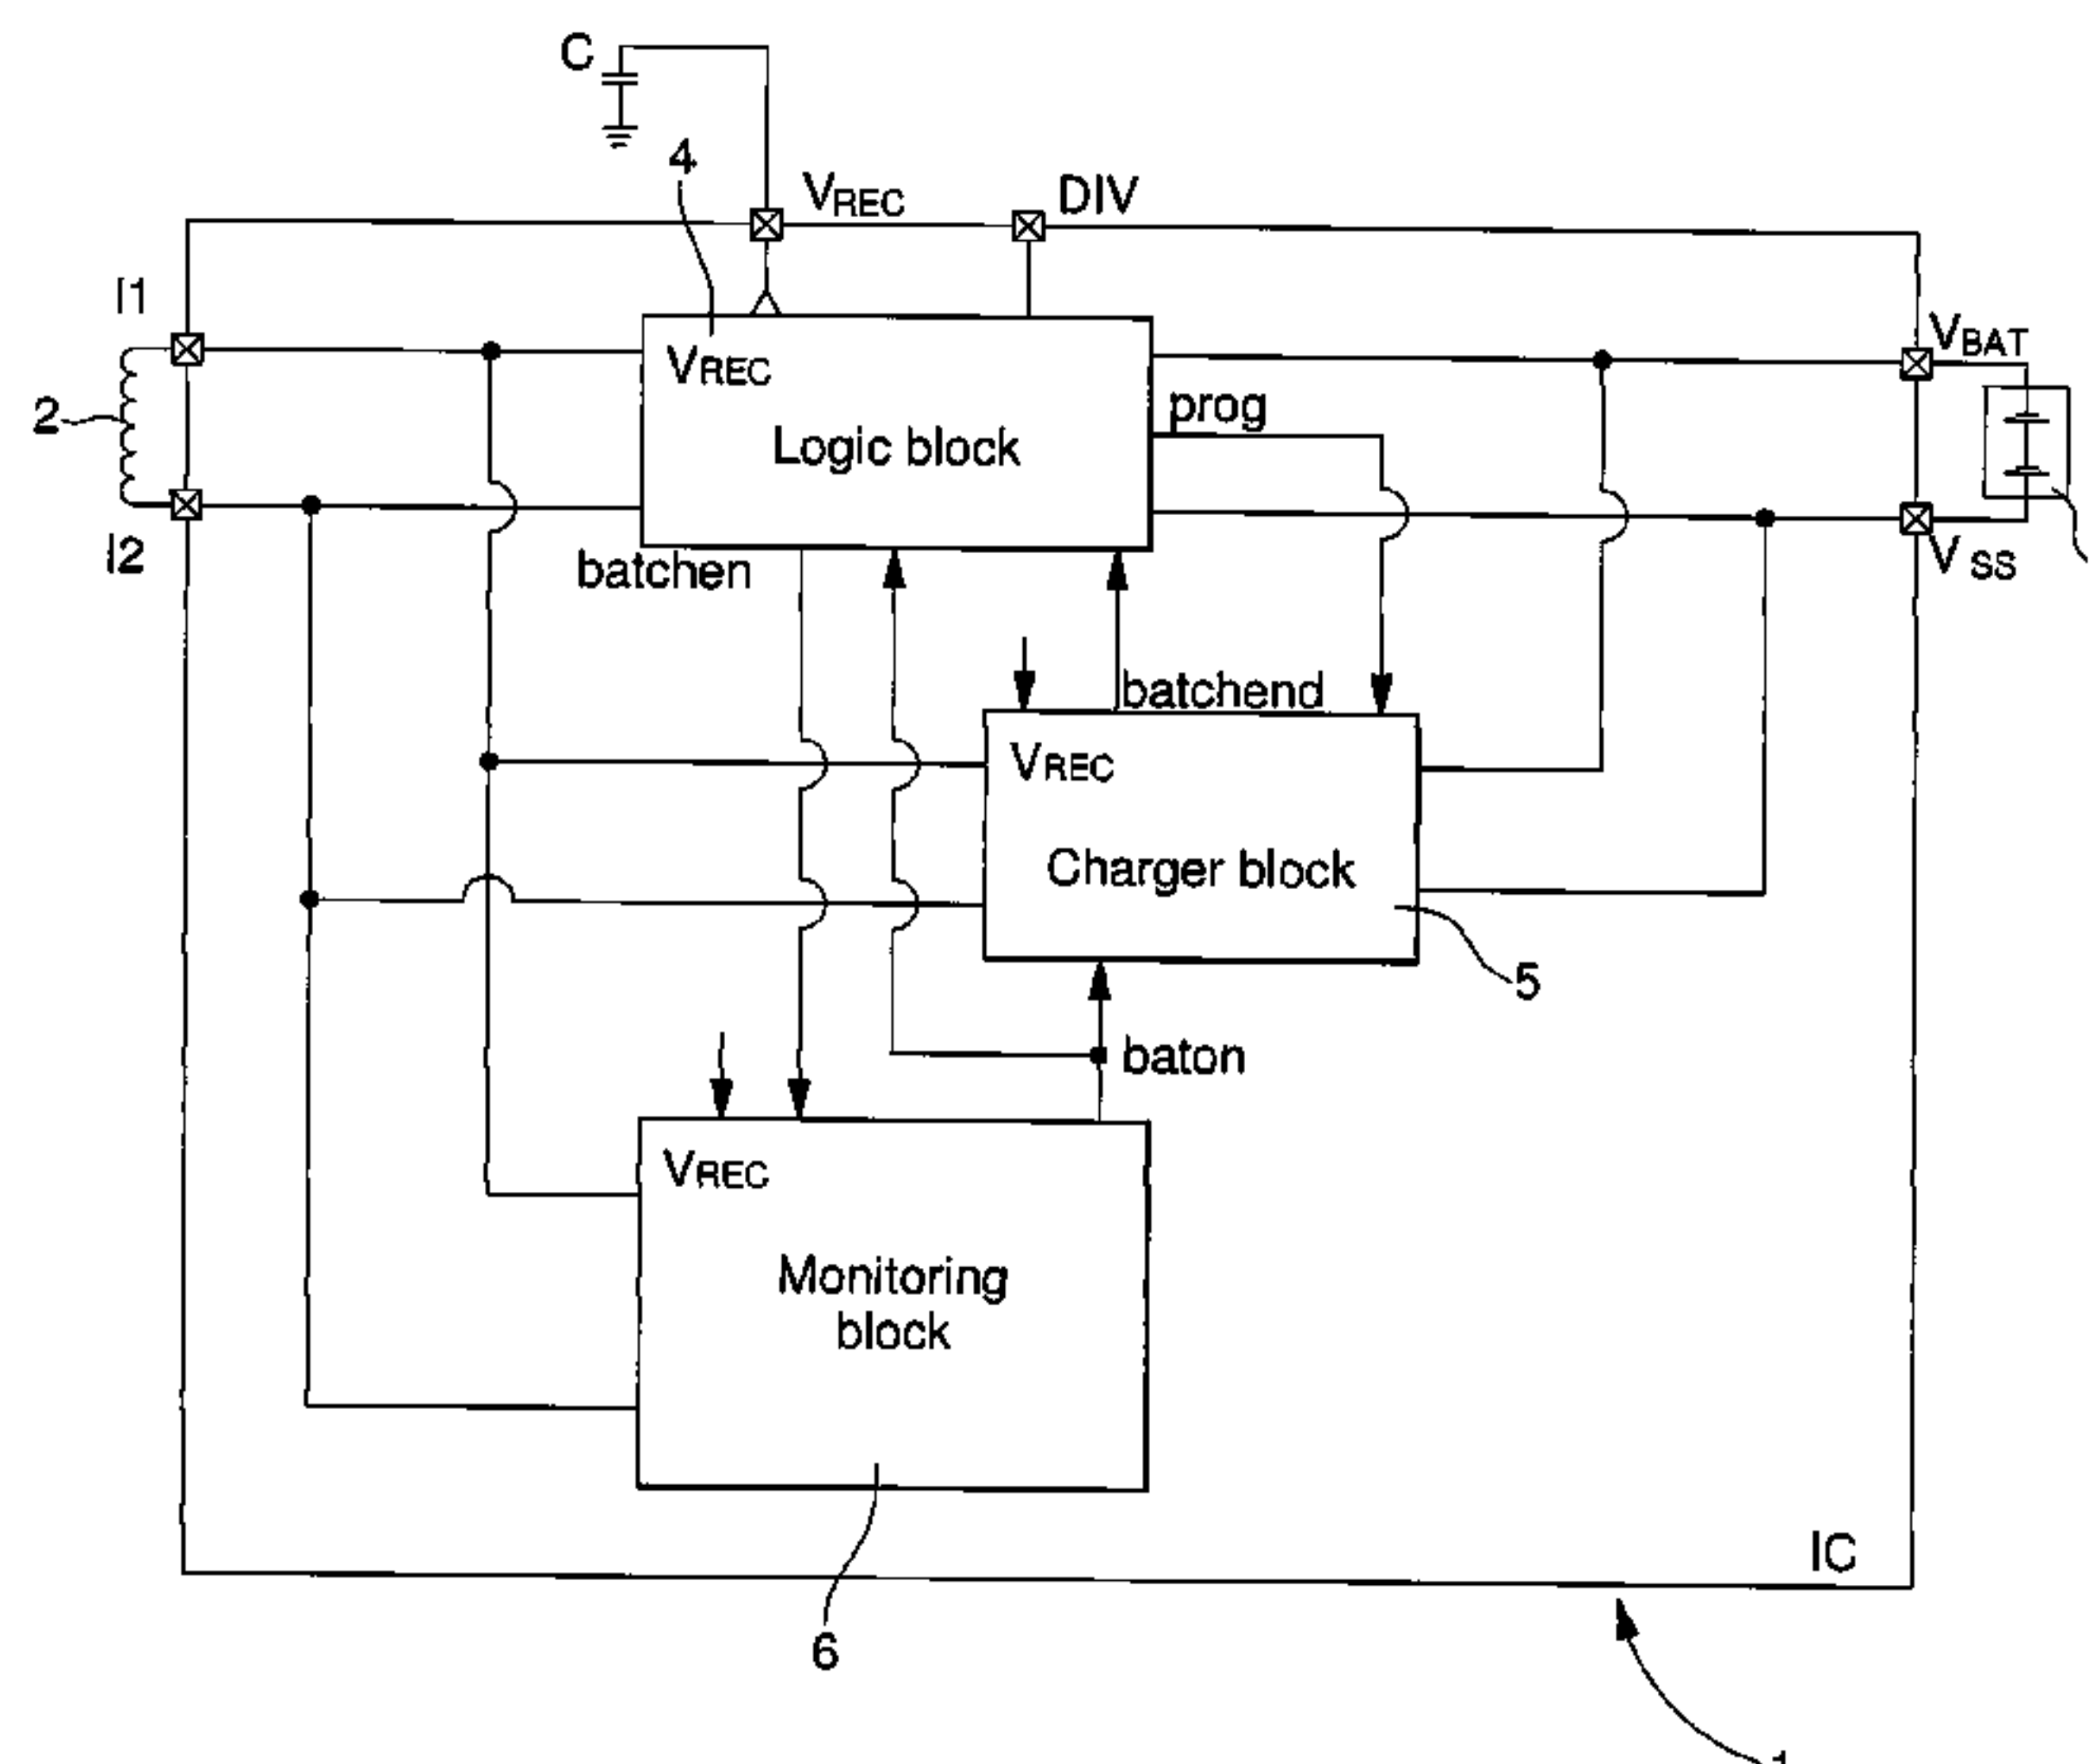 C
4
VREC
DIV
I1
VBAT
VREC
prog
2
Logic block
I2
batchen
VSS
batchend
VREC
Charger block
5
baton
VREC
Monitoring
block
IC
6
1